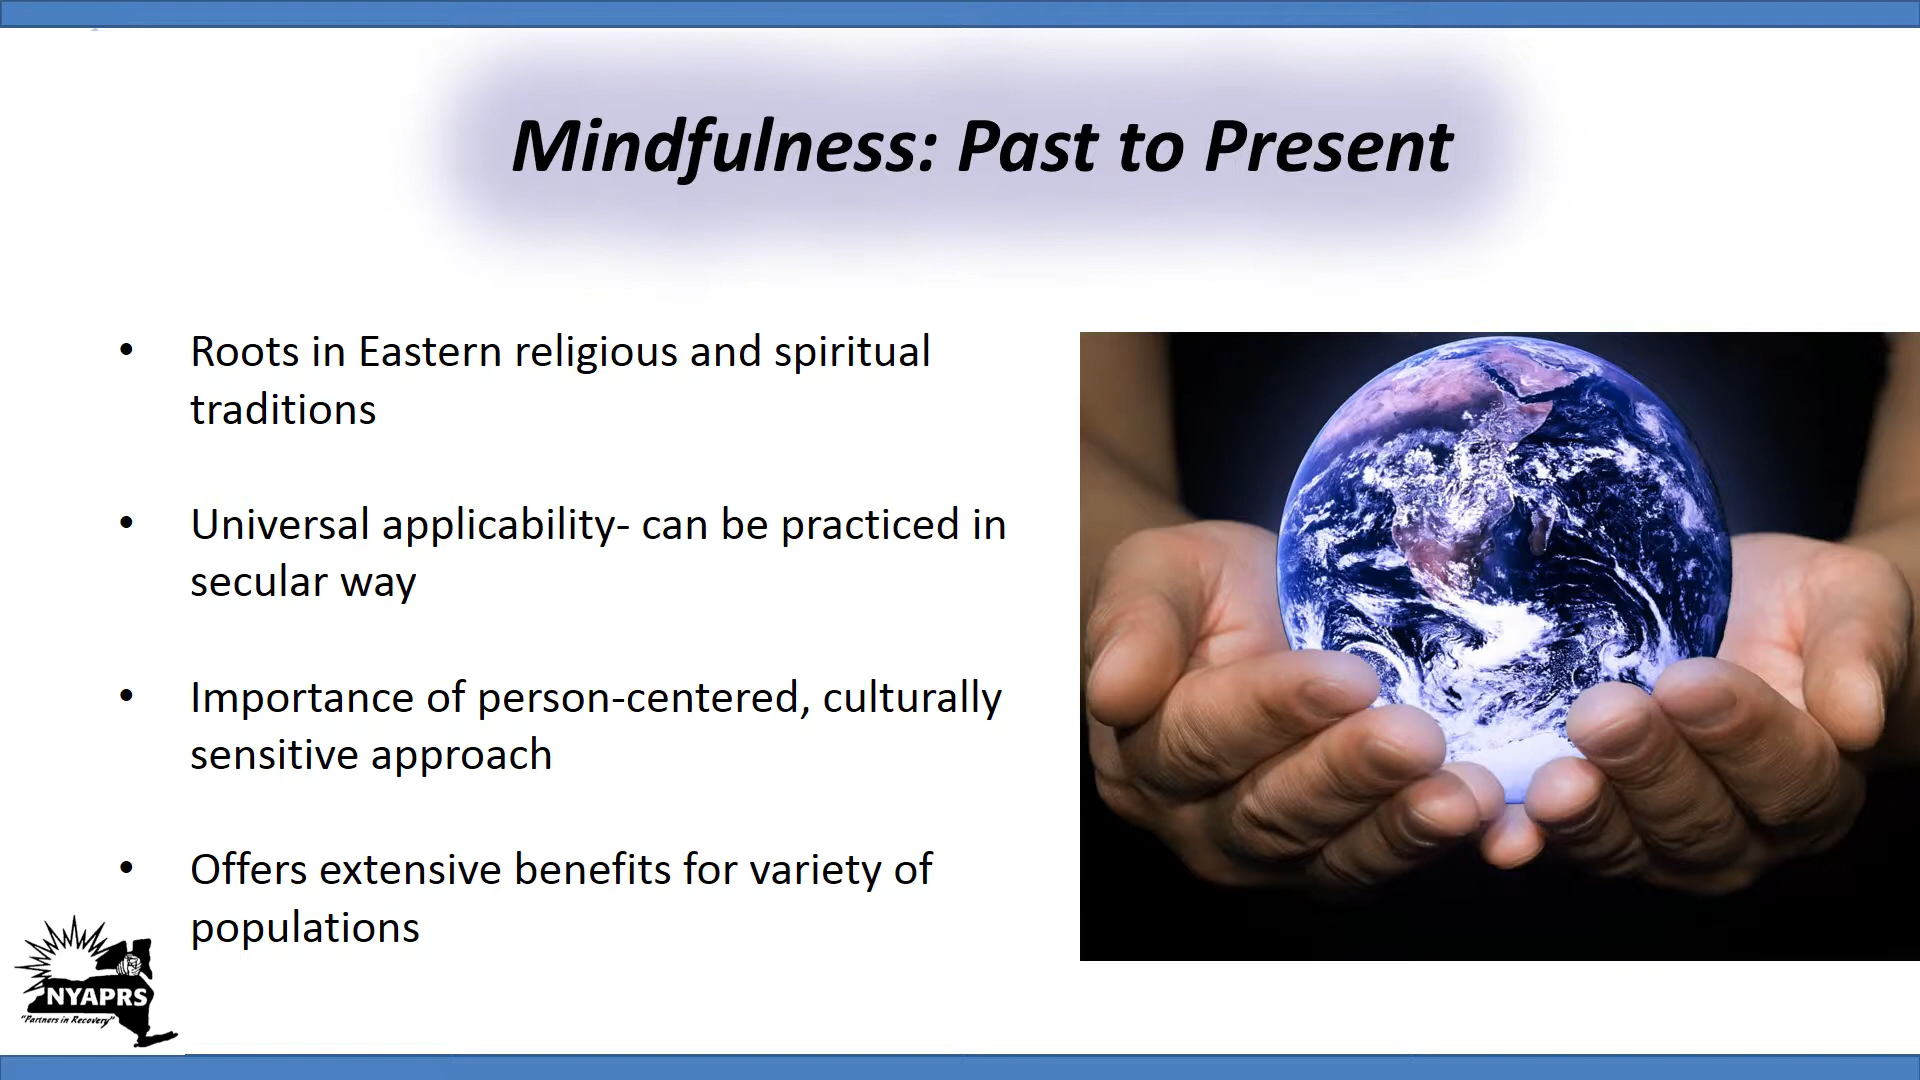 Mindfulness: Past to Present
• Roots in Eastern religious and spiritual
traditions
• Universal applicability- can be practiced in
secular way
• Importance of person-centered, culturally
sensitive approach
• Offers extensive benefits for variety of
populations
NYAPRS
"Partners in Recovery"